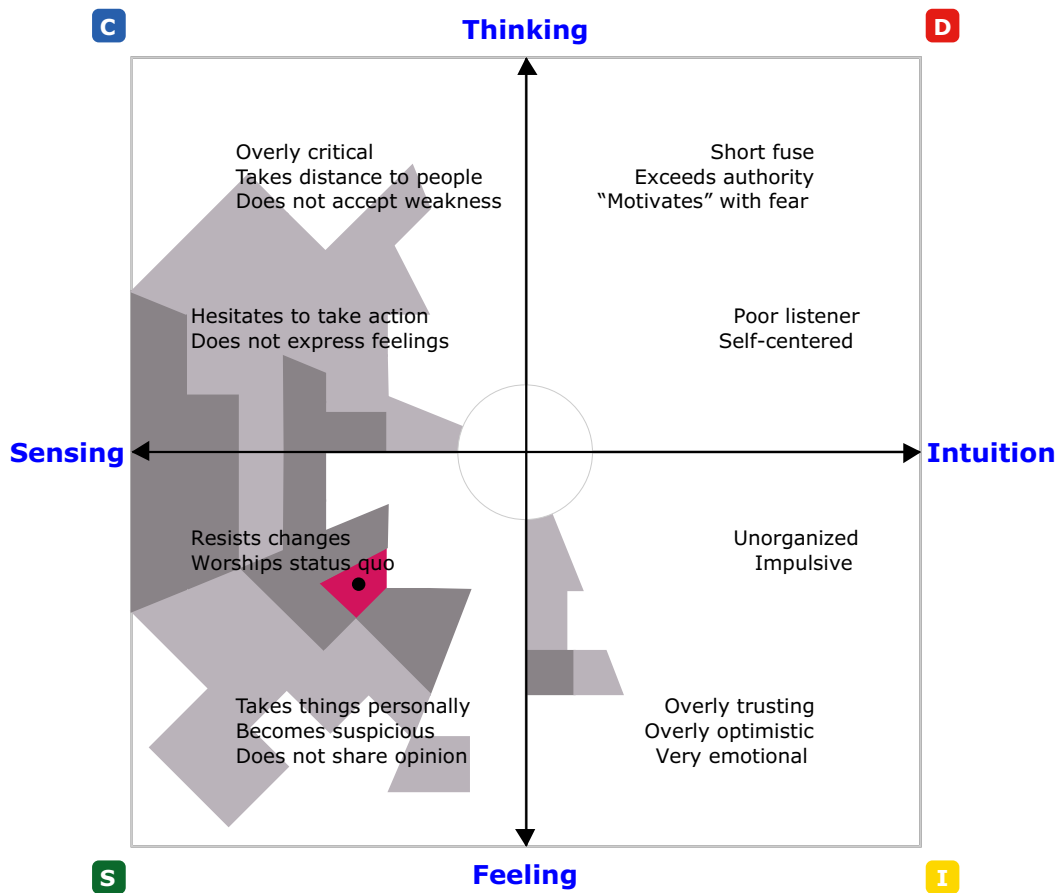 C
Thinking
D
Overly critical
Takes distance to people
Does not accept weakness
Short fuse
Exceeds authority
“Motivates” with fear
Hesitates to take action
Does not express feelings
Poor listener
Self-centered
Sensing
Intuition
Resists changes
Worships status quo
Unorganized
Impulsive
Takes things personally
Becomes suspicious
Does not share opinion
Overly trusting
Overly optimistic
Very emotional
S
Feeling
I